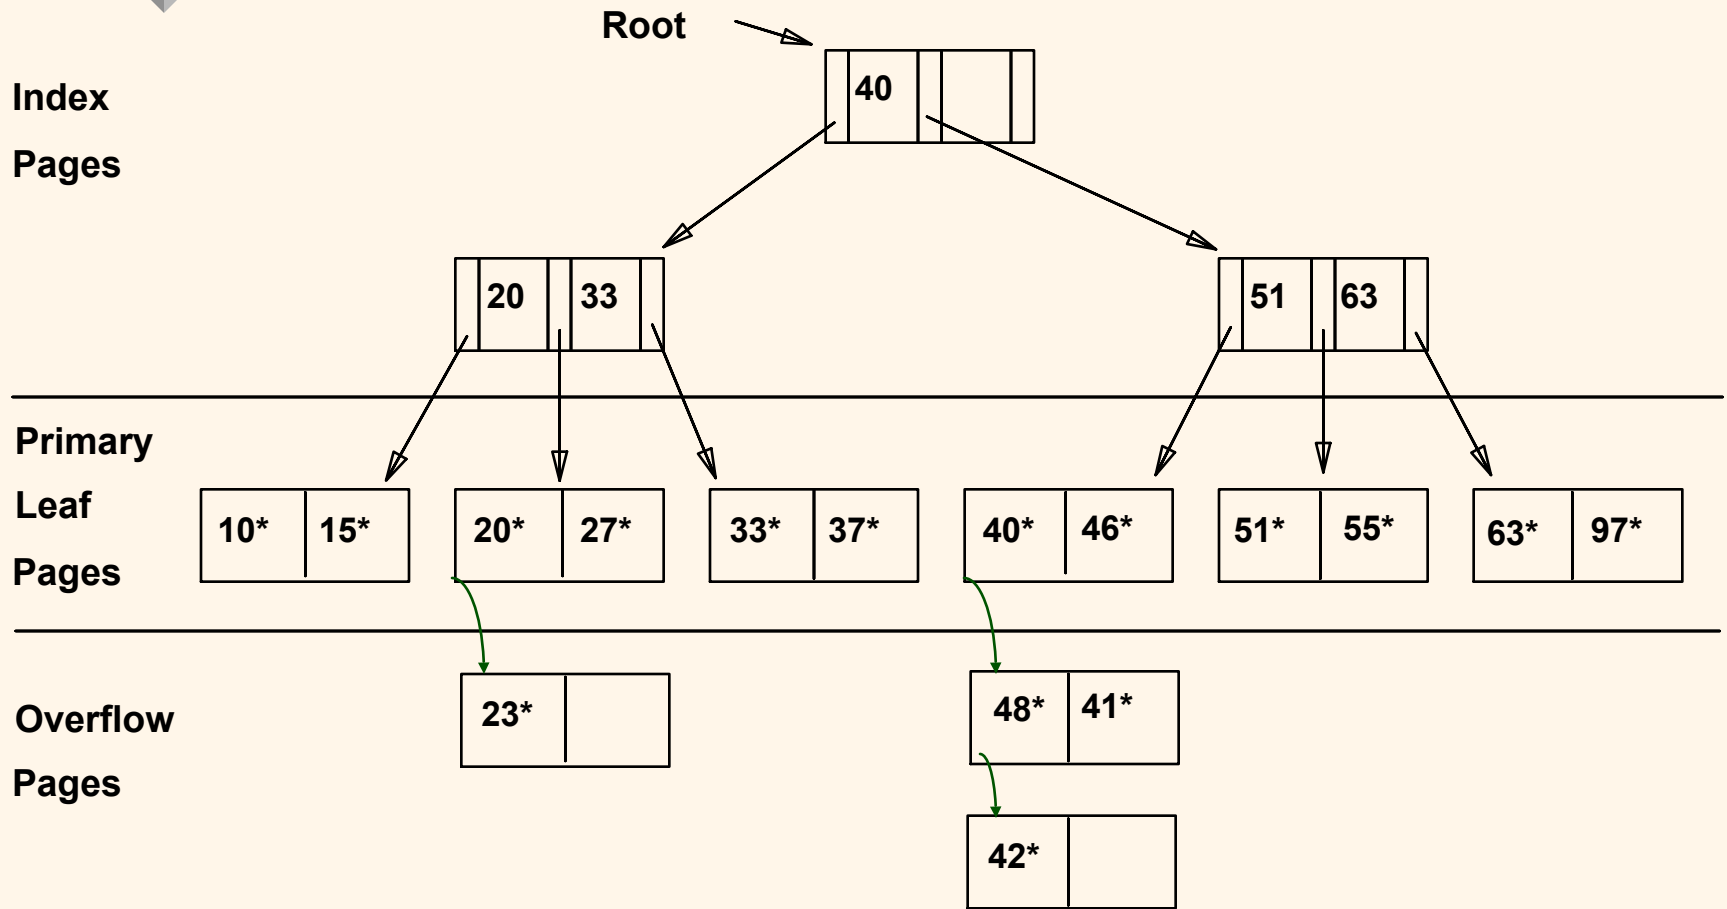 Root
Index
Pages
40
20 33
51 63
Primary
Leaf
Pages
10* 15*
20* 27*
33* 37*
40* 46*
51* 55*
63* 97*
Overflow
Pages
23*
48* 41*
42*